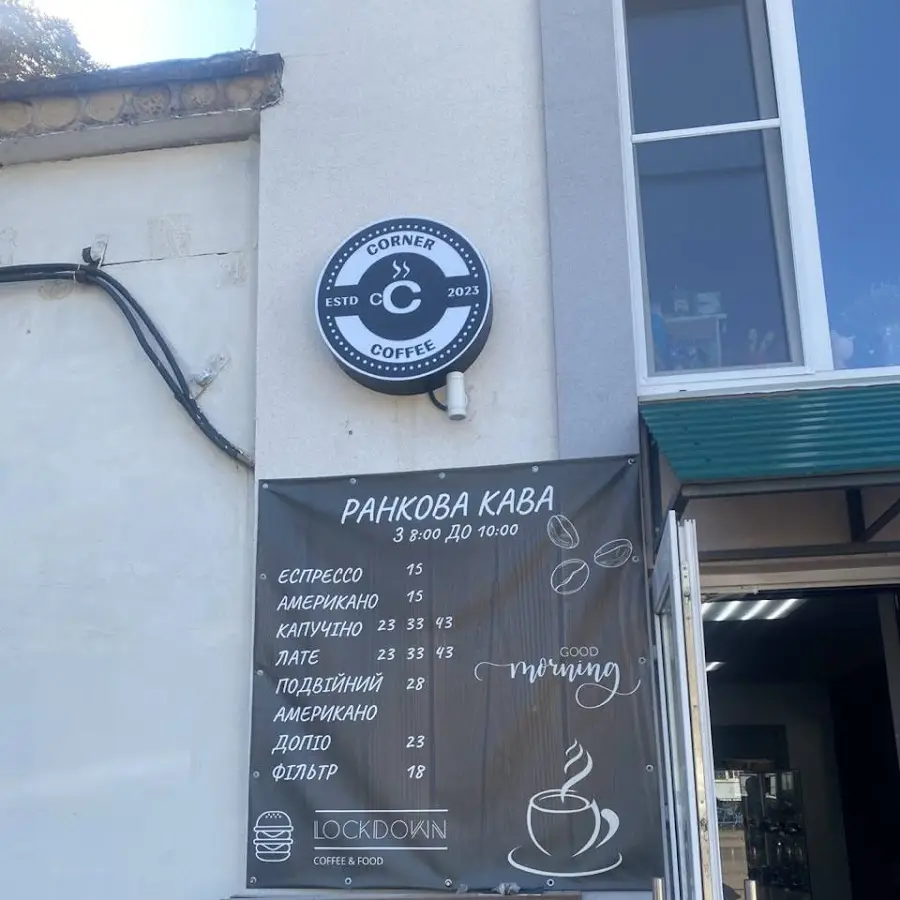 CORNER
ESTD CCC 2023
COFFEE
РАНКОВА КАВА
З 8:00 ДО 10:00
ЕСПРЕССО 15
АМЕРИКАНО 15
КАПУЧІНО 23 33 43
ЛАТЕ 23 33 43
ПОДВІЙНИЙ 28
АМЕРИКАНО
ДОПІО 23
ФІЛЬТР 18
GOOD
morning
LOCKDOWN
COFFEE & FOOD